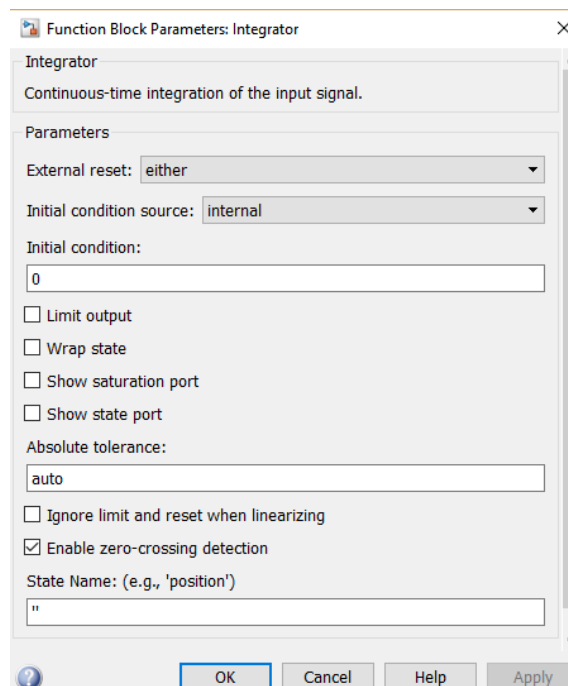 Function Block Parameters: Integrator
Integrator
Continuous-time integration of the input signal.
Parameters
External reset: either
Initial condition source: internal
Initial condition:
0
Limit output
Wrap state
Show saturation port
Show state port
Absolute tolerance:
auto
Ignore limit and reset when linearizing
Enable zero-crossing detection
State Name: (e.g., 'position')
''
OK Cancel Help Apply